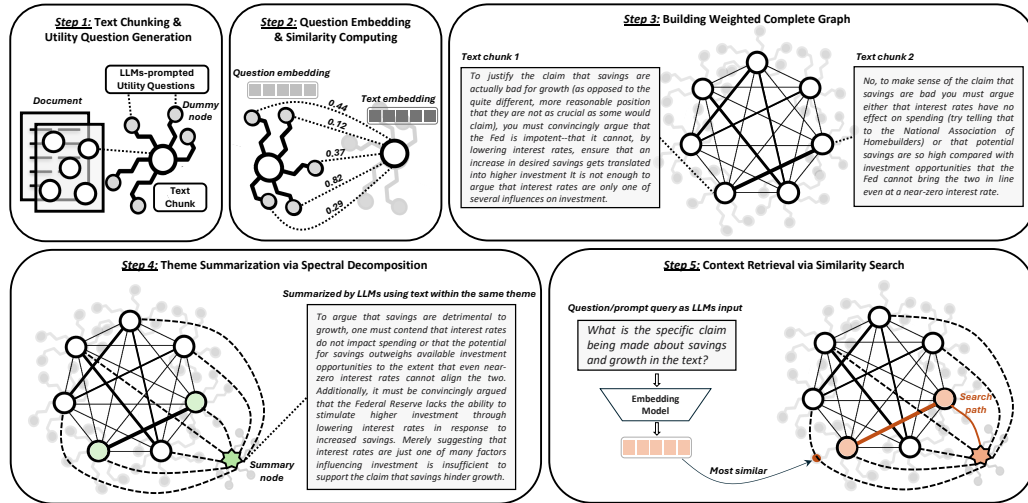 Step 1: Text Chunking &
Utility Question Generation
LLMs-prompted
Utility Questions
Document
Dummy
node
Text
Chunk
Step 2: Question Embedding
& Similarity Computing
Question embedding
Text embedding
0.44
0.12
0.37
0.82
0.29
Step 3: Building Weighted Complete Graph
Text chunk 1
To justify the claim that savings are
actually bad for growth (as opposed to the
quite different, more reasonable position
that they are not as crucial as some would
claim), you must convincingly argue that
the Fed is impotent--that it cannot, by
lowering interest rates, ensure that an
increase in desired savings gets translated
into higher investment It is not enough to
argue that interest rates are only one of
several influences on investment.
Text chunk 2
No, to make sense of the claim that
savings are bad you must argue
either that interest rates have no
effect on spending (try telling that
to the National Association of
Homebuilders) or that potential
savings are so high compared with
investment opportunities that the
Fed cannot bring the two in line
even at a near-zero interest rate.
Step 4: Theme Summarization via Spectral Decomposition
Summarized by LLMs using text within the same theme
To argue that savings are detrimental to
growth, one must contend that interest rates
do not impact spending or that the potential
for savings outweighs available investment
opportunities to the extent that even near-
zero interest rates cannot align the two.
Additionally, it must be convincingly argued
that the Federal Reserve lacks the ability to
stimulate higher investment through
lowering interest rates in response to
increased savings. Merely suggesting that
interest rates are just one of many factors
influencing investment is insufficient to
support the claim that savings hinder growth.
Summary
node
Step 5: Context Retrieval via Similarity Search
Question/prompt query as LLMs input
What is the specific claim
being made about savings
and growth in the text?
Embedding
Model
Most similar
Search
path